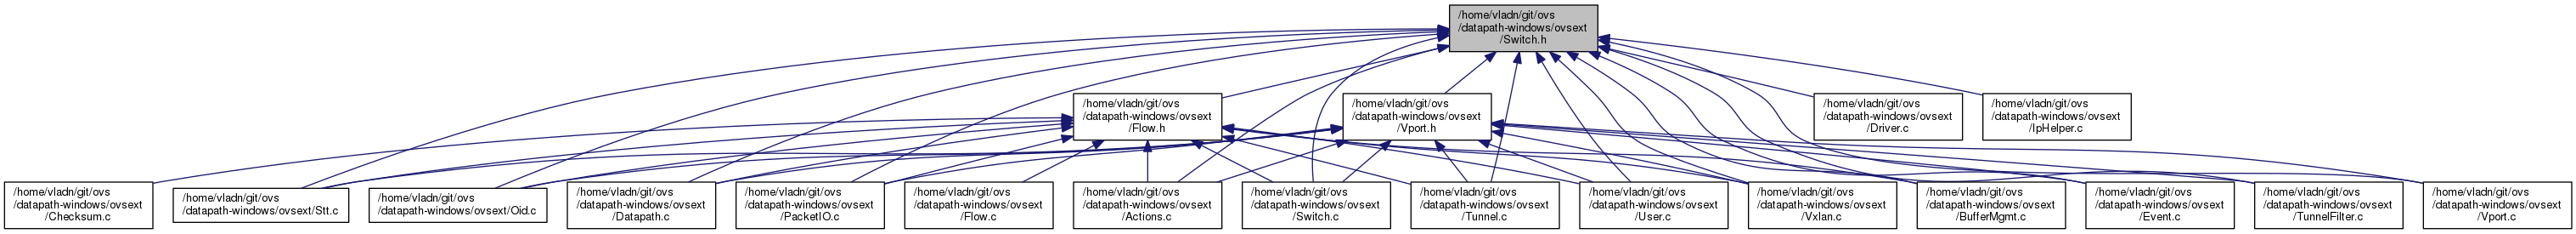 /home/vladn/git/ovs
/datapath-windows/ovsext
/Switch.h
/home/vladn/git/ovs
/datapath-windows/ovsext
/Flow.h
/home/vladn/git/ovs
/datapath-windows/ovsext
/Vport.h
/home/vladn/git/ovs
/datapath-windows/ovsext
/Driver.c
/home/vladn/git/ovs
/datapath-windows/ovsext
/IpHelper.c
/home/vladn/git/ovs
/datapath-windows/ovsext
/Checksum.c
/home/vladn/git/ovs
/datapath-windows/ovsext/Stt.c
/home/vladn/git/ovs
/datapath-windows/ovsext/Oid.c
/home/vladn/git/ovs
/datapath-windows/ovsext
/Datapath.c
/home/vladn/git/ovs
/datapath-windows/ovsext
/PacketIO.c
/home/vladn/git/ovs
/datapath-windows/ovsext
/Flow.c
/home/vladn/git/ovs
/datapath-windows/ovsext
/Actions.c
/home/vladn/git/ovs
/datapath-windows/ovsext
/Switch.c
/home/vladn/git/ovs
/datapath-windows/ovsext
/Tunnel.c
/home/vladn/git/ovs
/datapath-windows/ovsext
/User.c
/home/vladn/git/ovs
/datapath-windows/ovsext
/Vxlan.c
/home/vladn/git/ovs
/datapath-windows/ovsext
/BufferMgmt.c
/home/vladn/git/ovs
/datapath-windows/ovsext
/Event.c
/home/vladn/git/ovs
/datapath-windows/ovsext
/TunnelFilter.c
/home/vladn/git/ovs
/datapath-windows/ovsext
/Vport.c